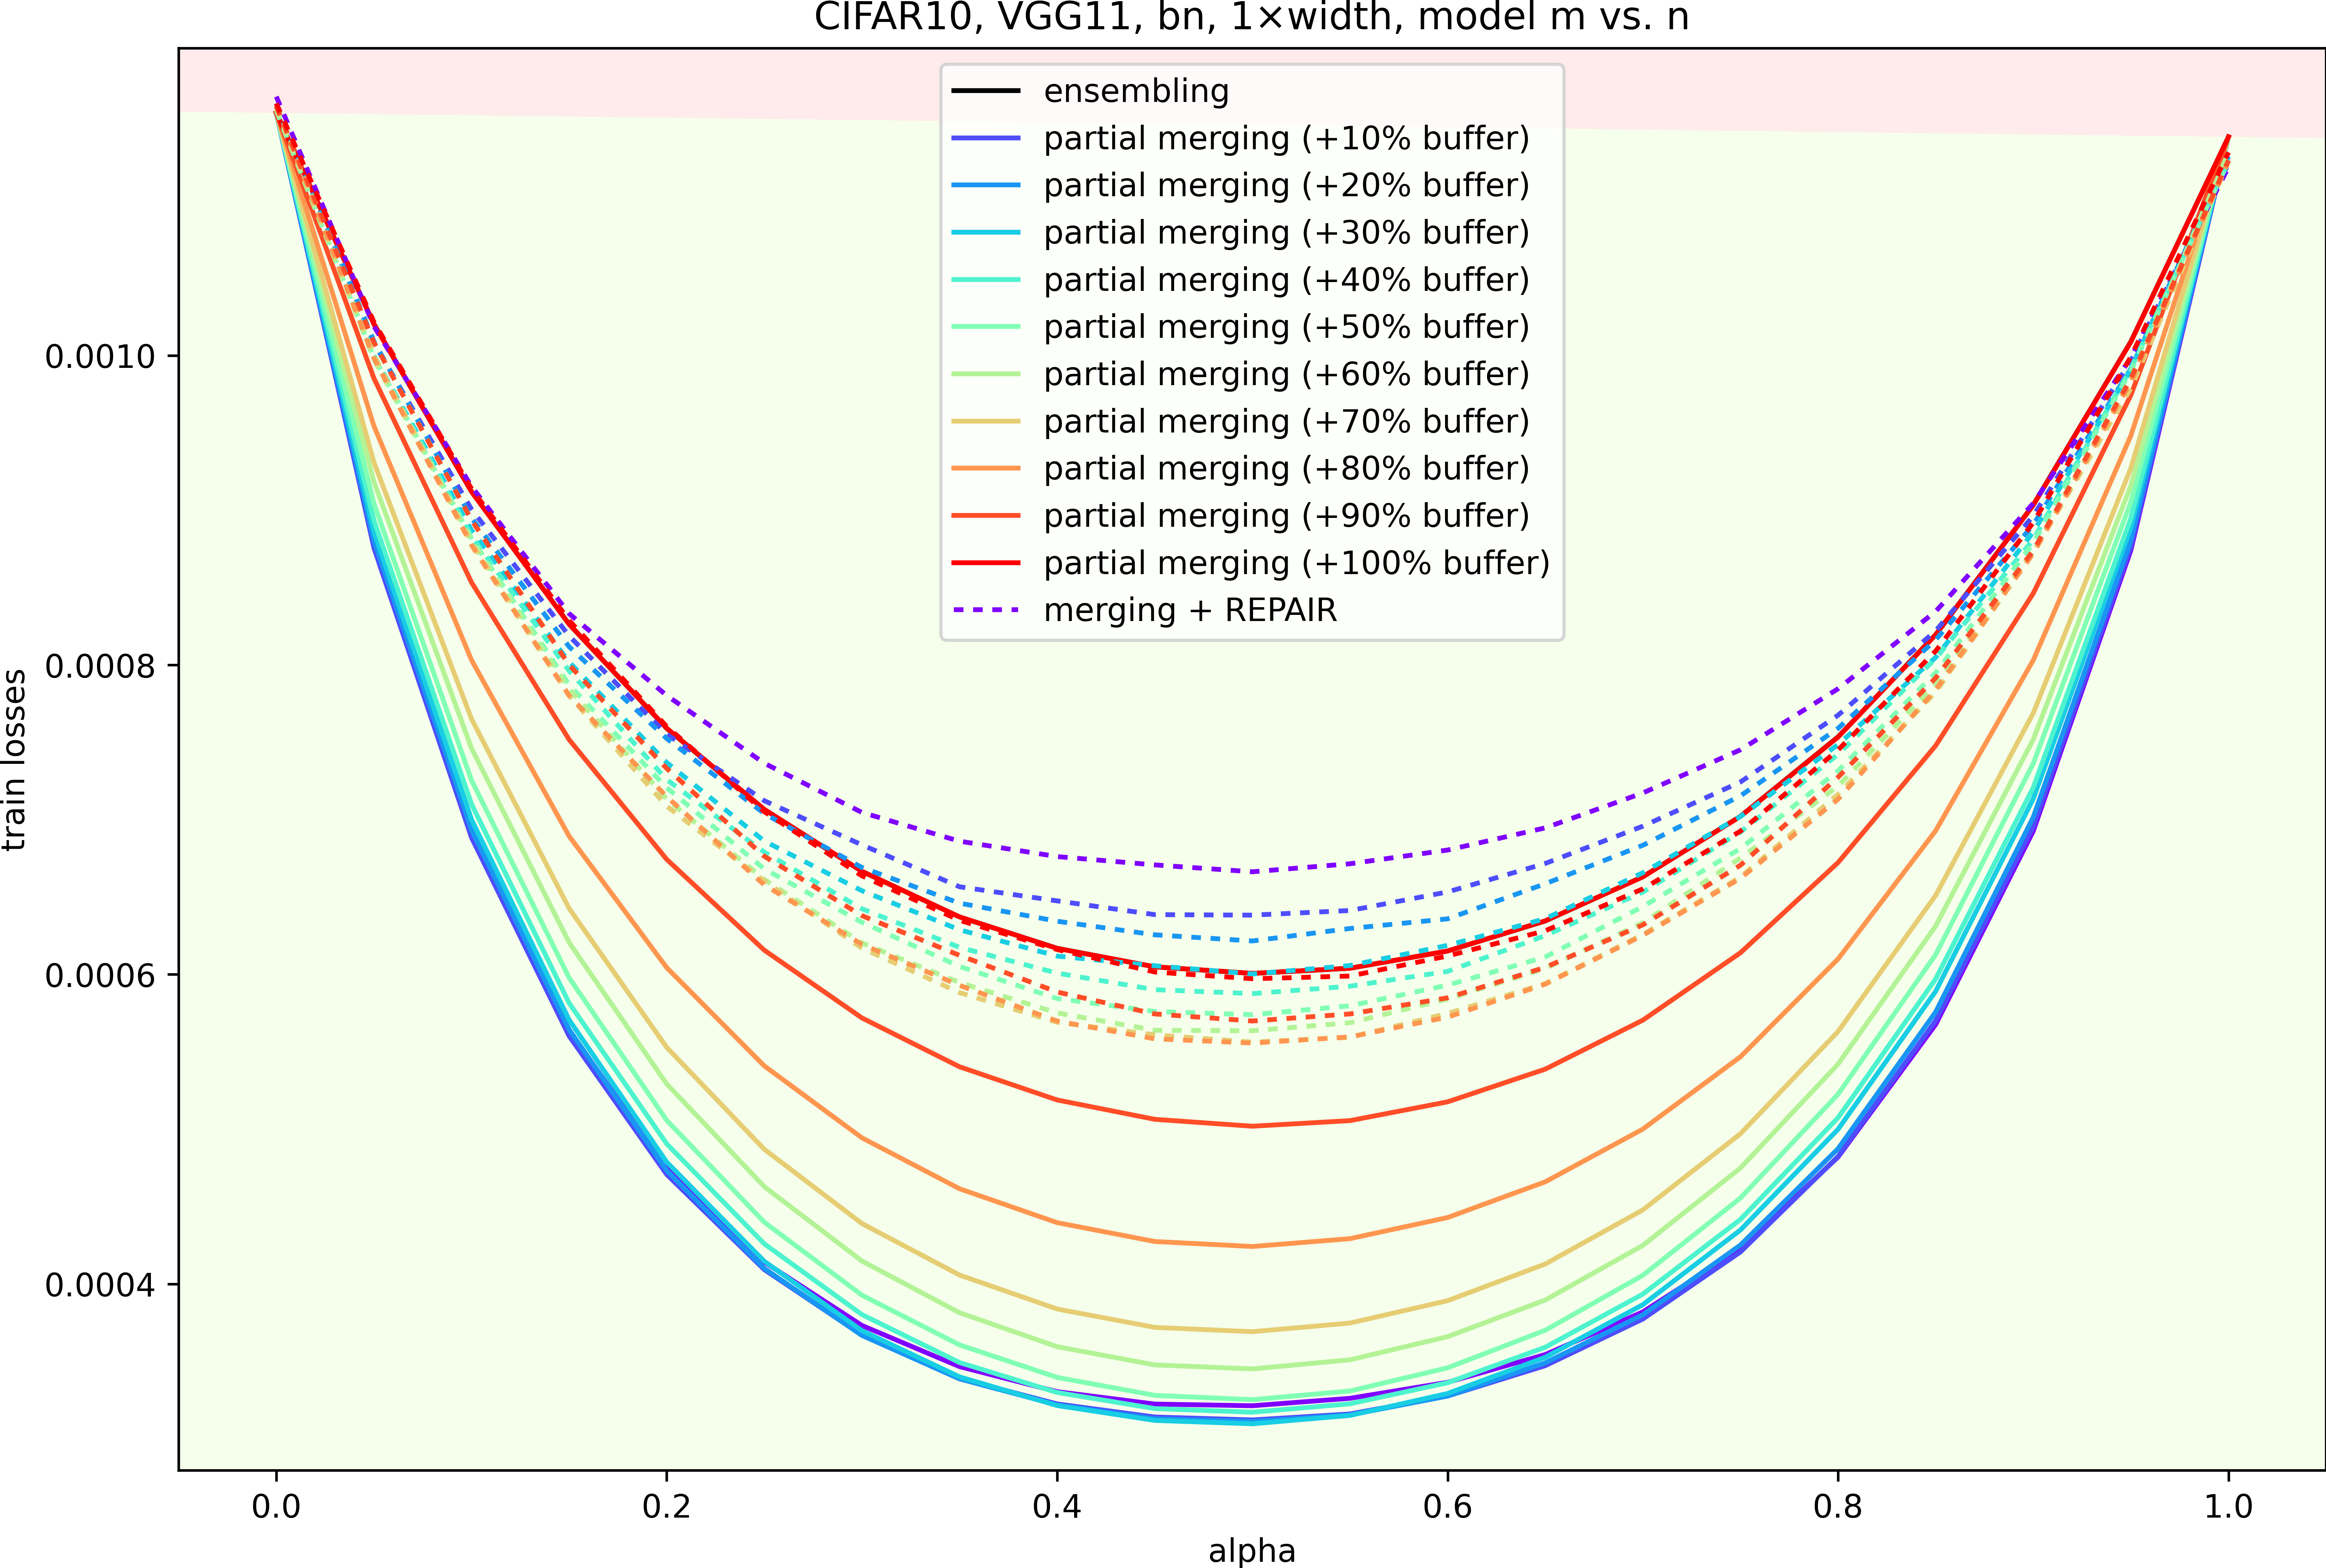 CIFAR10, VGG11, bn, 1×width, model m vs. n
ensembling
partial merging (+10% buffer)
partial merging (+20% buffer)
partial merging (+30% buffer)
partial merging (+40% buffer)
partial merging (+50% buffer)
partial merging (+60% buffer)
partial merging (+70% buffer)
partial merging (+80% buffer)
partial merging (+90% buffer)
partial merging (+100% buffer)
merging + REPAIR
train losses
0.0010
0.0008
0.0006
0.0004
0.0 0.2 0.4 0.6 0.8 1.0
alpha